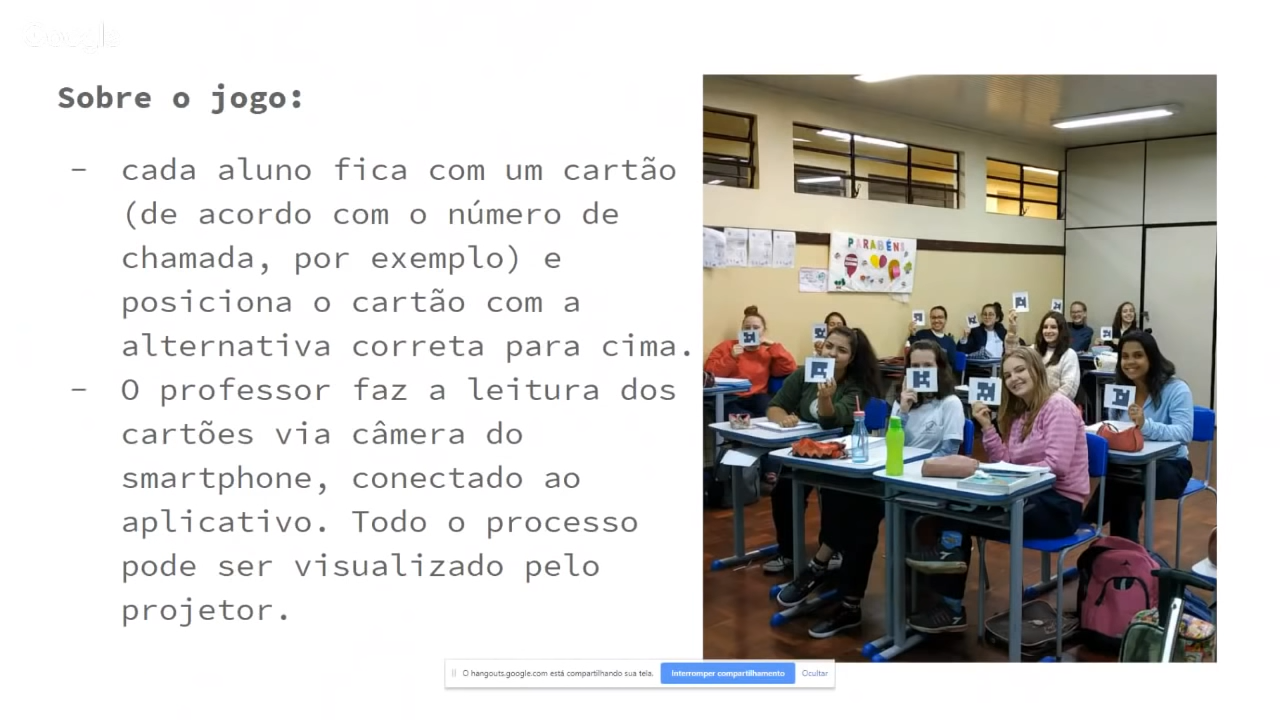 Google
Sobre o jogo:
- cada aluno fica com um cartão
(de acordo com o número de
chamada, por exemplo) e
posiciona o cartão com a
alternativa correta para cima.
- O professor faz a leitura dos
cartões via câmera do
smartphone, conectado ao
aplicativo. Todo o processo
pode ser visualizado pelo
projetor.
PARABÉNS
O hangouts.google.com está compartilhando sua tela. Interromper compartilhamento Ocultar